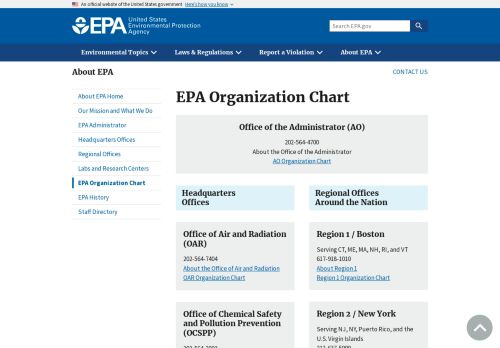 An official website of the United States government Here's how you know
EPA United States
Environmental Protection
Agency
Search EPA.gov
Environmental Topics
Laws & Regulations
Report a Violation
About EPA
About EPA
CONTACT US
About EPA Home
Our Mission and What We Do
EPA Administrator
Headquarters Offices
Regional Offices
Labs and Research Centers
EPA Organization Chart
EPA History
Staff Directory
EPA Organization Chart
Office of the Administrator (AO)
202-564-4700
About the Office of the Administrator
AO Organization Chart
Headquarters
Offices
Office of Air and Radiation
(OAR)
202-564-7404
About the Office of Air and Radiation
OAR Organization Chart
Office of Chemical Safety
and Pollution Prevention
(OCSPP)
Regional Offices
Around the Nation
Region 1 / Boston
Serving CT, ME, MA, NH, RI, and VT
617-918-1010
About Region 1
Region 1 Organization Chart
Region 2 / New York
Serving NJ, NY, Puerto Rico, and the
U.S. Virgin Islands